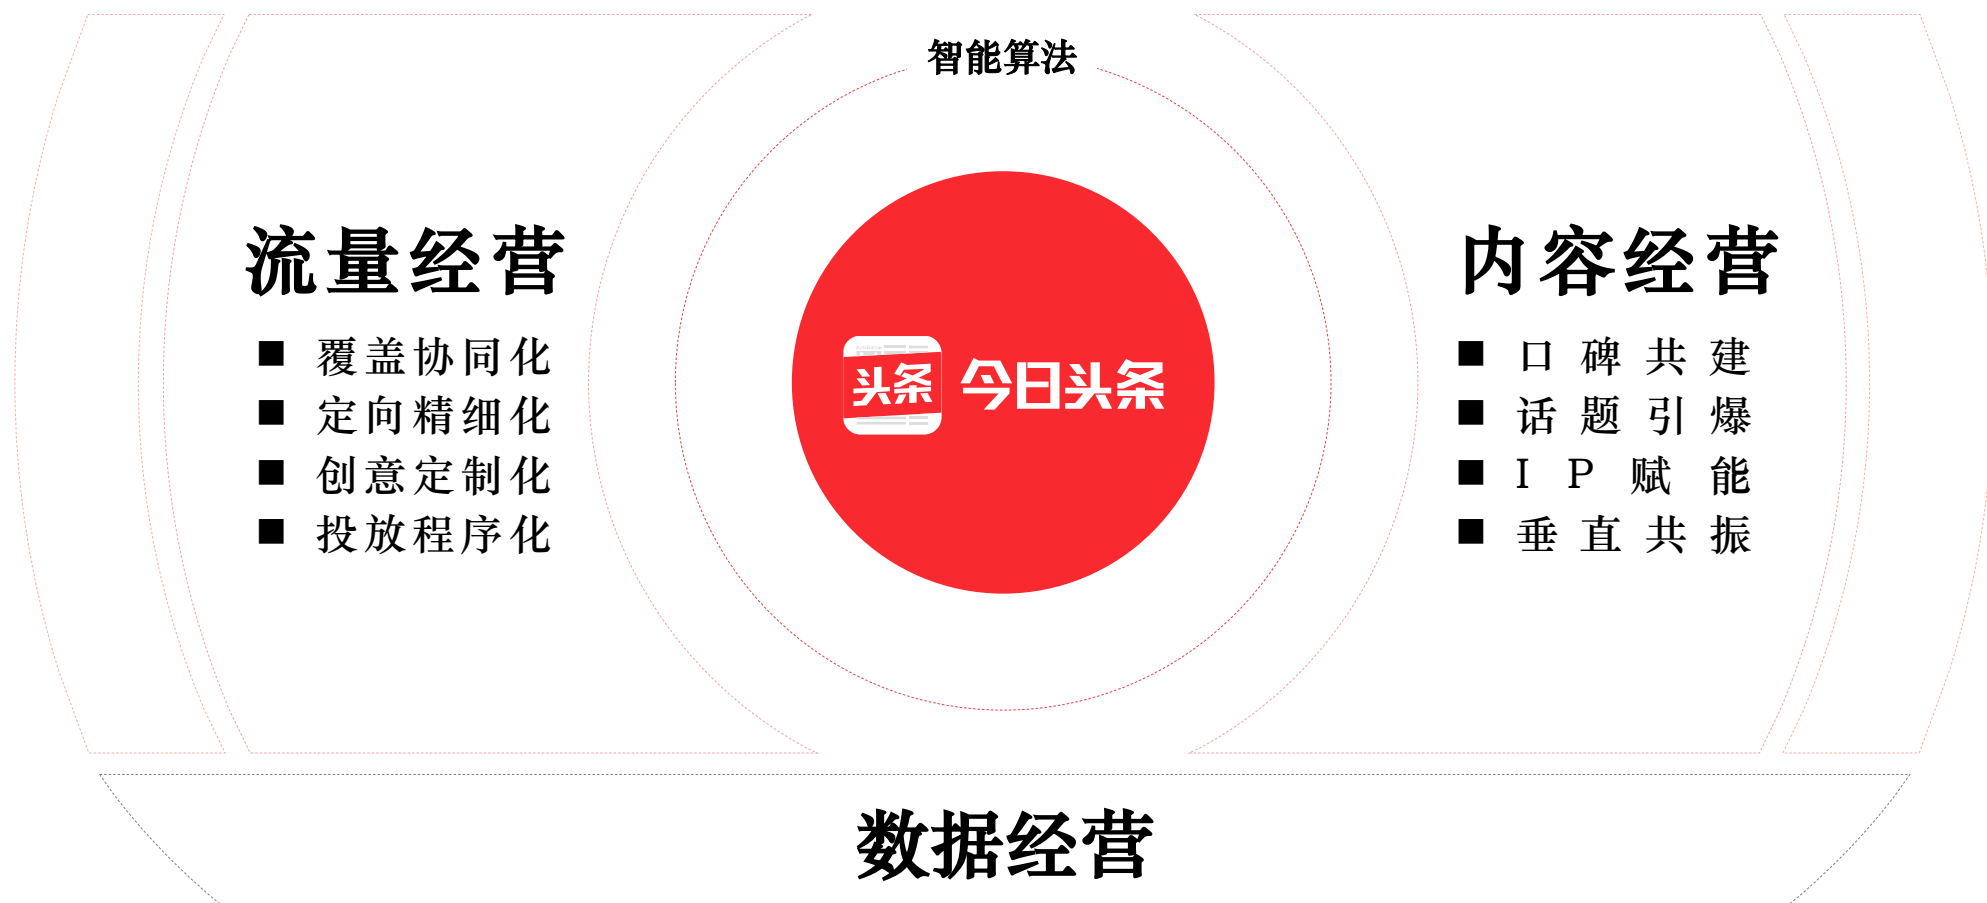 智能算法
流量经营
覆盖协同化
定向精细化
创意定制化
投放程序化
头条 今日头条
内容经营
口碑共建
话题引爆
IP赋能
垂直共振
数据经营